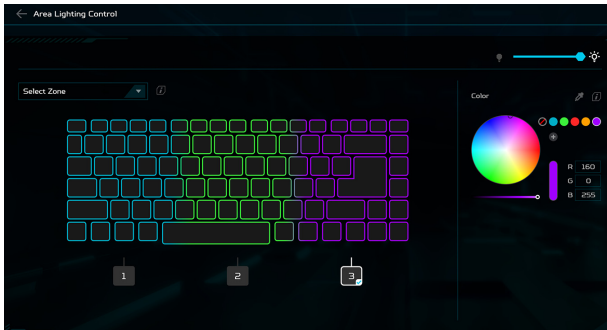 Area Lighting Control
Select Zone
Color
R 160
G 0
B 255
1
2
3